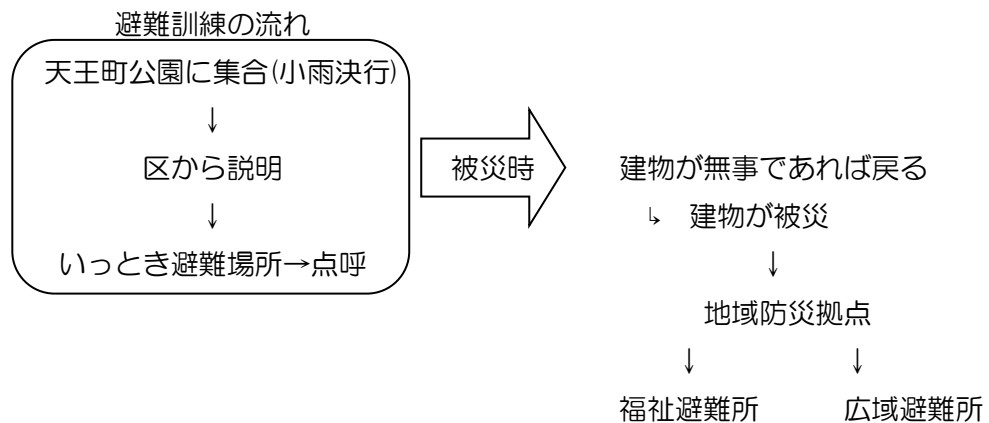 避難訓練の流れ
天王町公園に集合(小雨決行)
↓
区から説明
↓
いっとき避難場所→点呼
被災時
建物が無事であれば戻る
↳ 建物が被災
↓
地域防災拠点
↓ ↓
福祉避難所 広域避難所